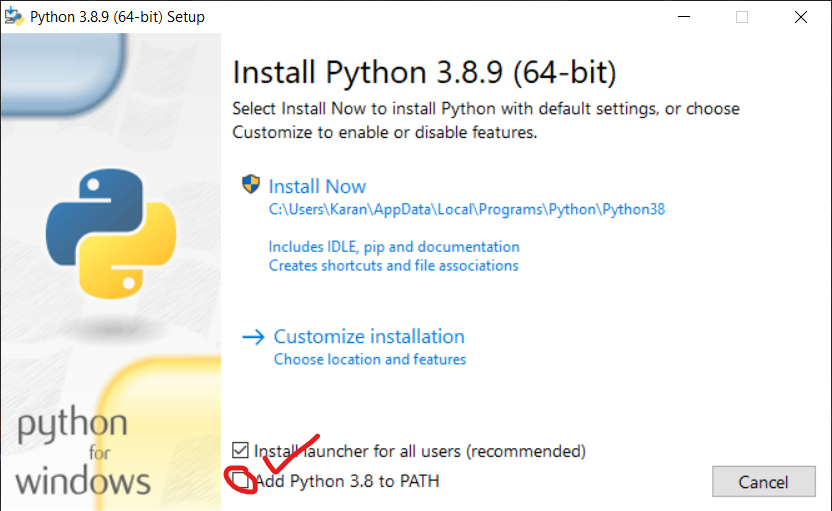 Python 3.8.9 (64-bit) Setup
Install Python 3.8.9 (64-bit)
Select Install Now to install Python with default settings, or choose
Customize to enable or disable features.
Install Now
C:\Users\Karan\AppData\Local\Programs\Python\Python38
Includes IDLE, pip and documentation
Creates shortcuts and file associations
Customize installation
Choose location and features
Install launcher for all users (recommended)
Add Python 3.8 to PATH
Cancel
python
for
windows